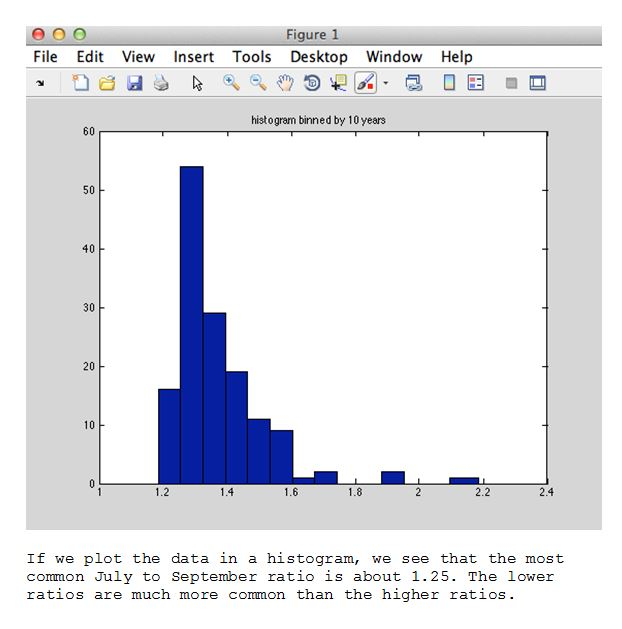 Figure 1
File Edit View Insert Tools Desktop Window Help
histogram binned by 10 years
60
50
40
30
20
10
0
1 1.2 1.4 1.6 1.8 2 2.2 2.4
If we plot the data in a histogram, we see that the most
common July to September ratio is about 1.25. The lower
ratios are much more common than the higher ratios.